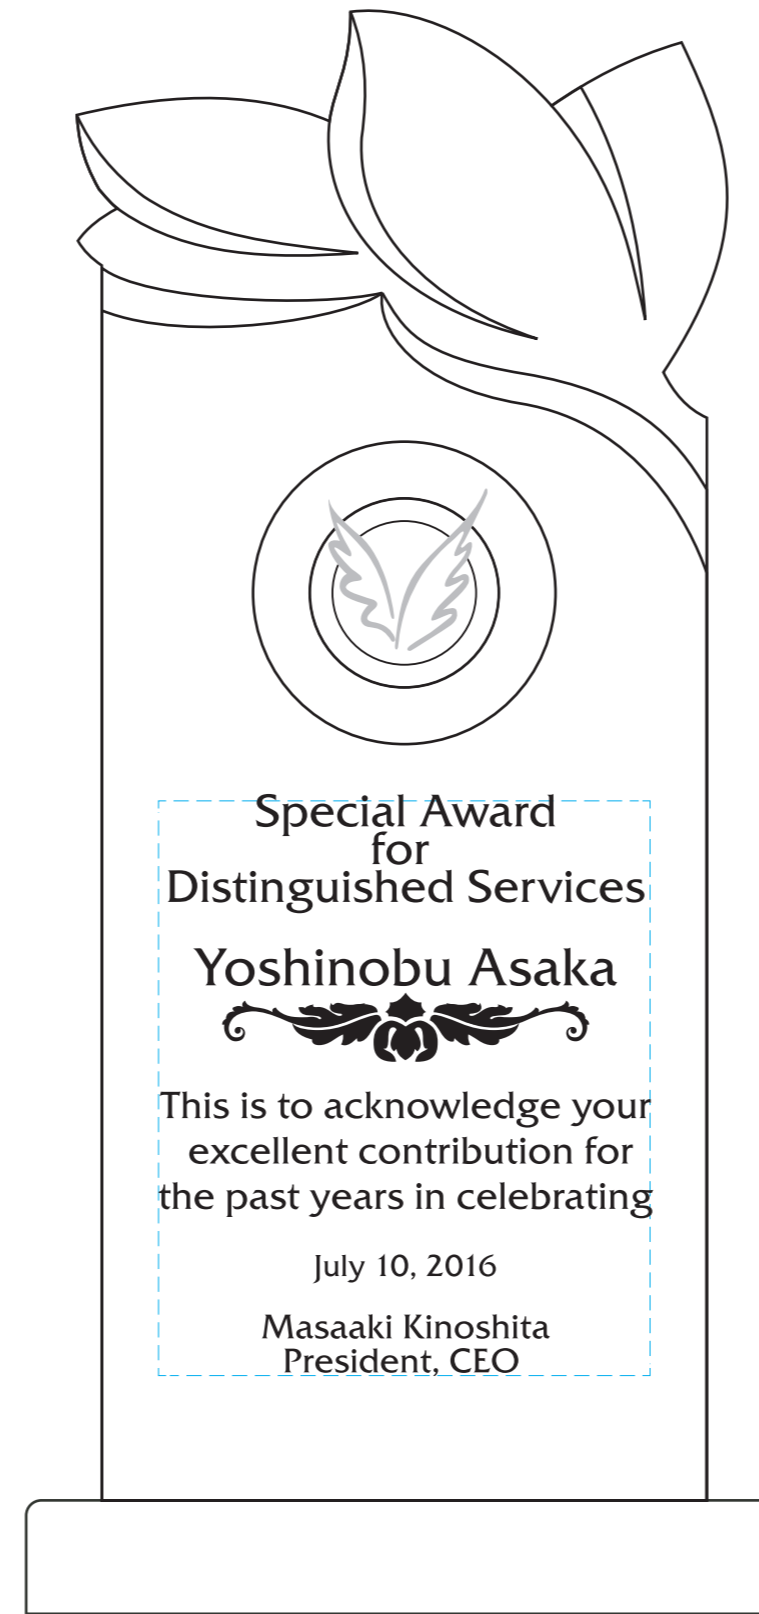 Special Award
for
Distinguished Services
Yoshinobu Asaka
This is to acknowledge your
excellent contribution for
the past years in celebrating
July 10, 2016
Masaaki Kinoshita
President, CEO